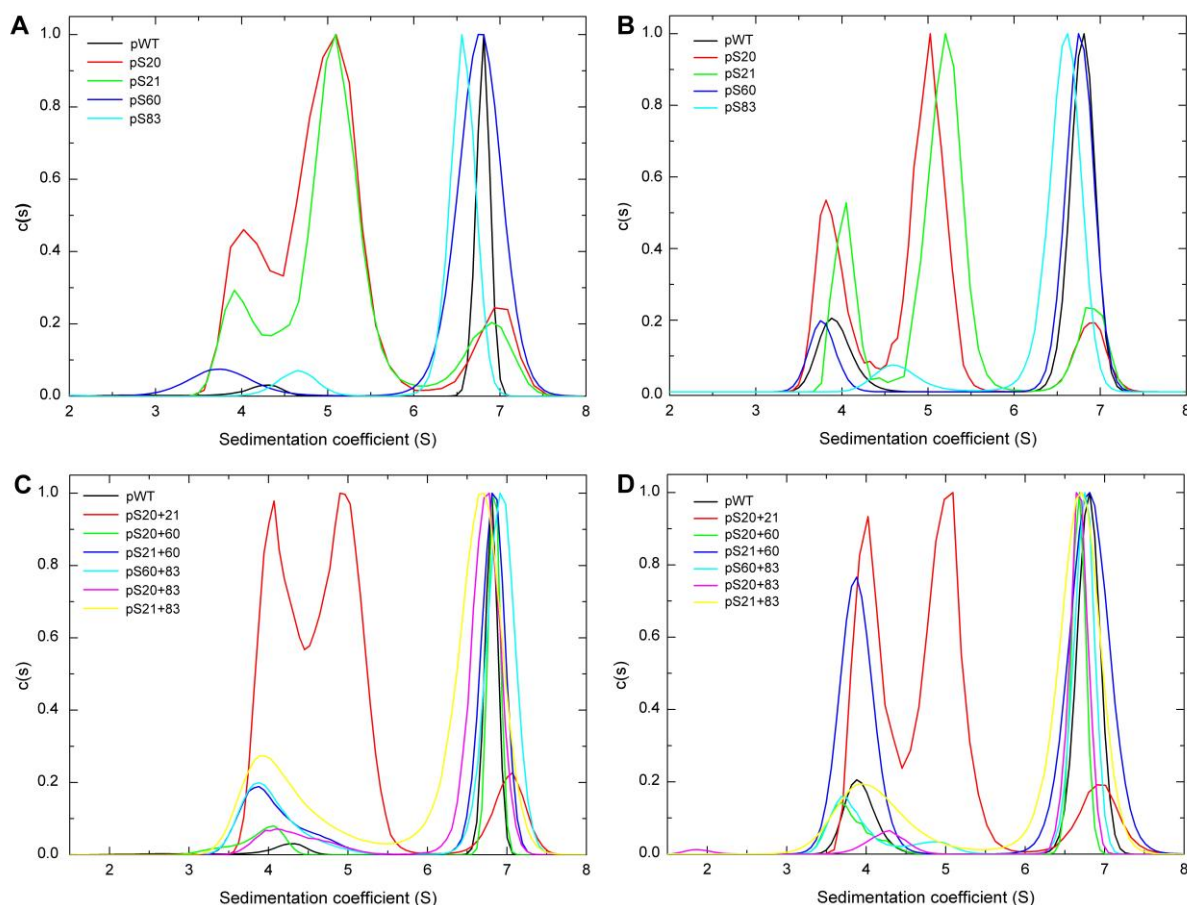 A
pWT
pS20
pS21
pS60
pS83
c(s)
1.0
0.8
0.6
0.4
0.2
0.0
2 3 4 5 6 7 8
Sedimentation coefficient (S)
B
pWT
pS20
pS21
pS60
pS83
c(s)
1.0
0.8
0.6
0.4
0.2
0.0
2 3 4 5 6 7 8
Sedimentation coefficient (S)
C
pWT
pS20+21
pS20+60
pS21+60
pS60+83
pS20+83
pS21+83
c(s)
1.0
0.8
0.6
0.4
0.2
0.0
2 3 4 5 6 7 8
Sedimentation coefficient (S)
D
pWT
pS20+21
pS20+60
pS21+60
pS60+83
pS20+83
pS21+83
c(s)
1.0
0.8
0.6
0.4
0.2
0.0
2 3 4 5 6 7 8
Sedimentation coefficient (S)